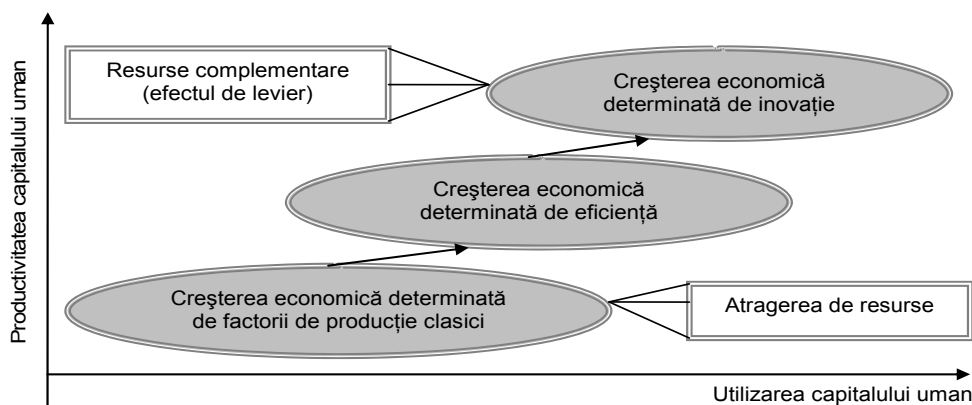 Productivitatea capitalului uman
Resurse complementare
(efectul de levier)
Creşterea economică
determinată de inovație
Creşterea economică
determinată de eficiență
Creşterea economică determinată
de factorii de producție clasici
Atragerea de resurse
Utilizarea capitalului uman